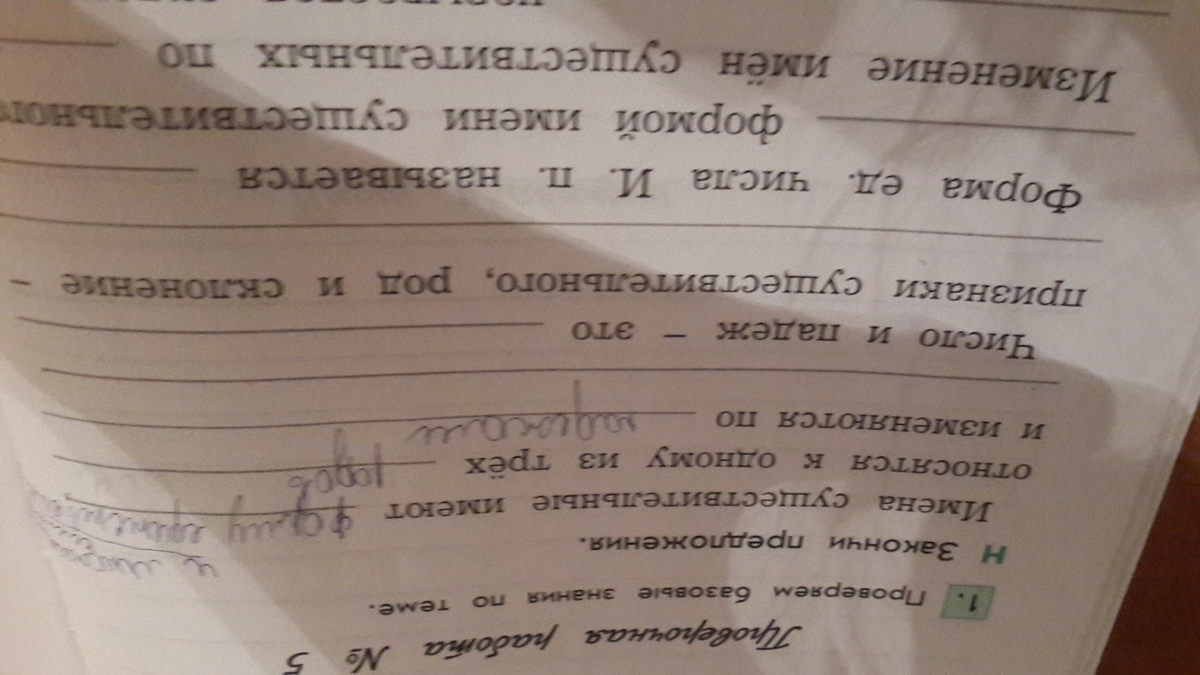 Проверочная работа № 5
1. Проверяем базовые знания по теме.
Н Закончи предложения.
Имена существительные имеют форму
относятся к одному из трёх родов
и изменяются по
Число и падеж – это
признаки существительного, род и склонение –
Форма ед. числа И. п. называется
формой имени существительного
Изменение имён существительных по